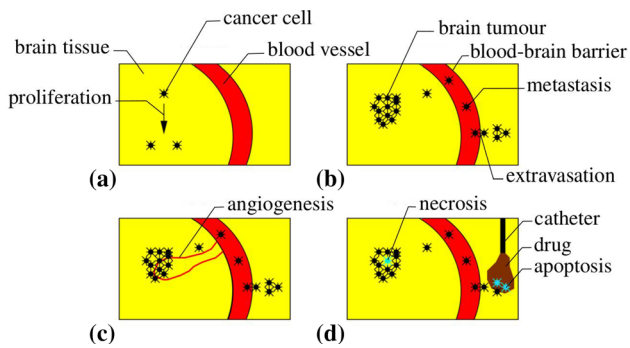 cancer cell
brain tissue
blood vessel
proliferation
(a)
brain tumour
blood-brain barrier
metastasis
extravasation
(b)
angiogenesis
(c)
necrosis
catheter
drug
apoptosis
(d)